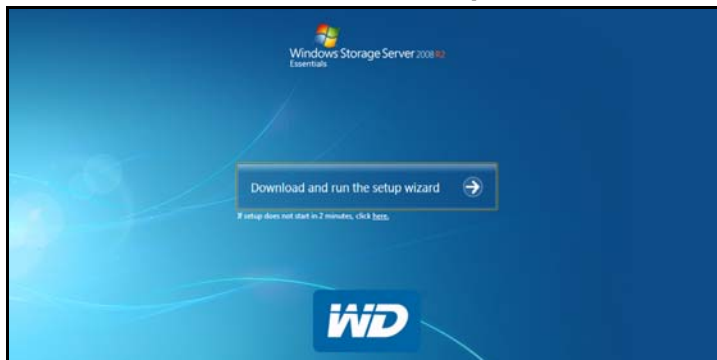 Windows Storage Server 2008 R2
Essentials
Download and run the setup wizard
If setup does not start in 2 minutes, click here.
WD